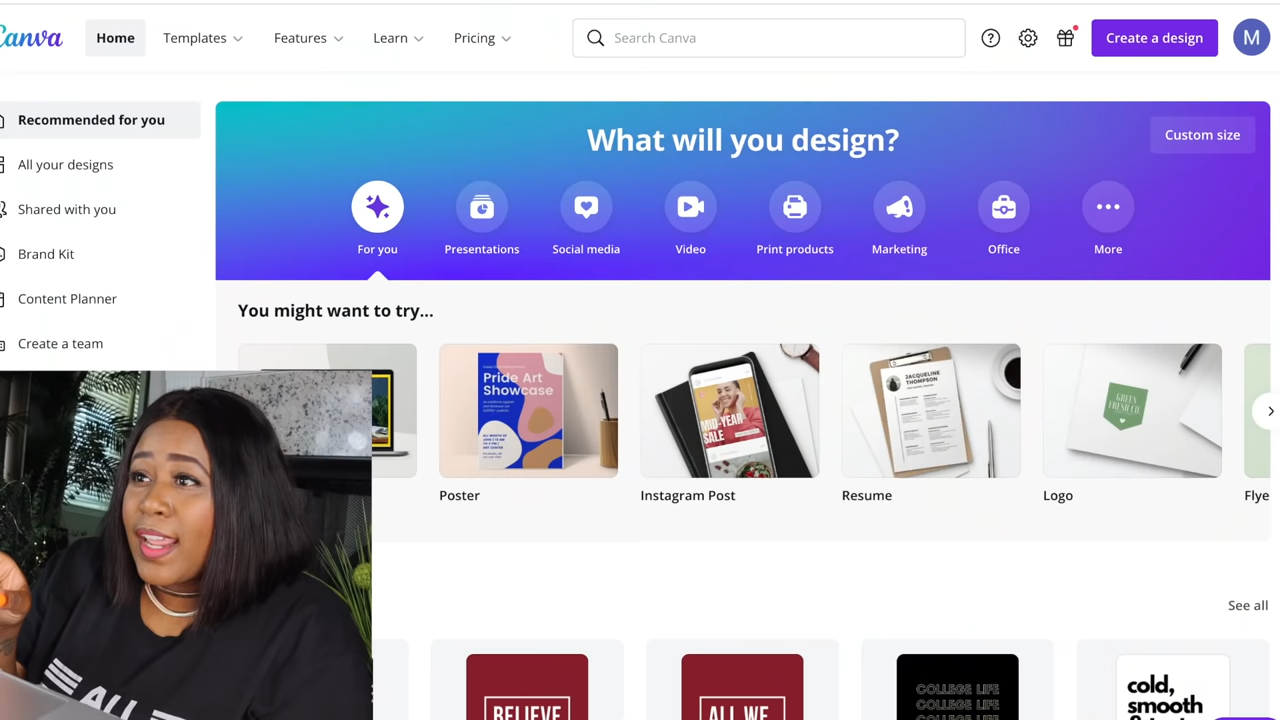 Canva
Home
Templates
Features
Learn
Pricing
Search Canva
Create a design
M
Recommended for you
All your designs
Shared with you
Brand Kit
Content Planner
Create a team
What will you design?
Custom size
For you
Presentations
Social media
Video
Print products
Marketing
Office
More
You might want to try...
Pride Art
Showcase
MID-YEAR
SALE
JACQUELINE
THOMPSON
GREEN
FRESH CO.
Poster
Instagram Post
Resume
Logo
Flye
See all
BELIEVE
ALL WE
COLLEGE LIFE
COLLEGE LIFE
COLLEGE LIFE
cold,
smooth